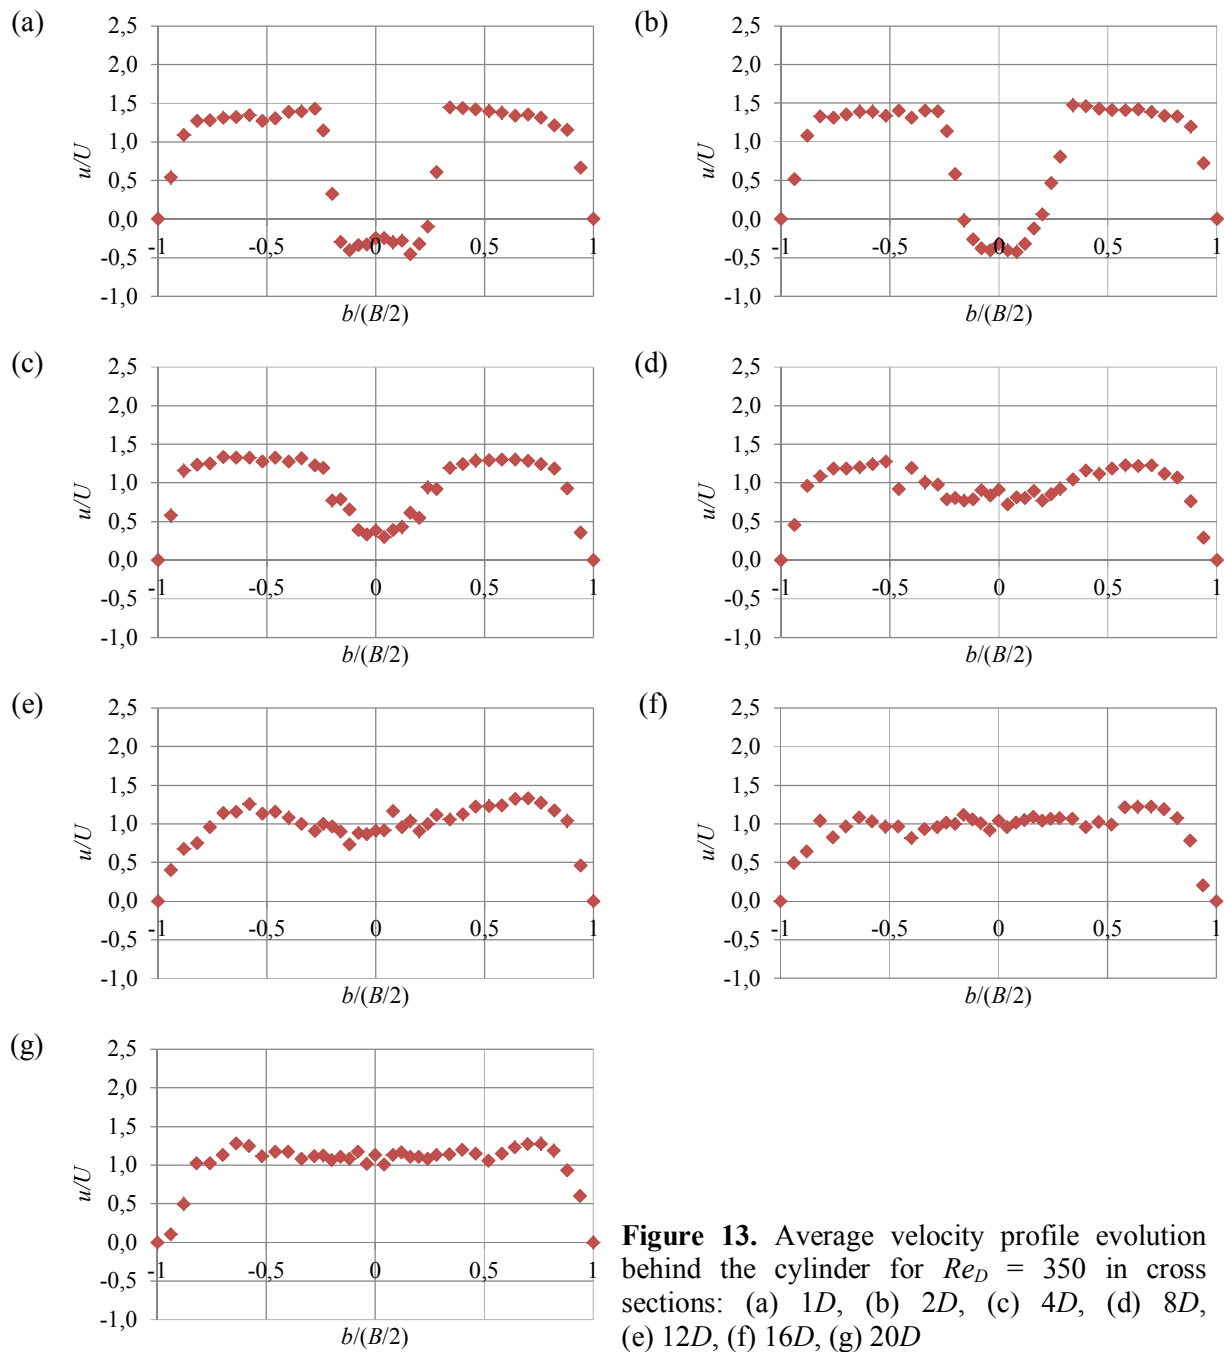 (a)
2,5
2,0
1,5
1,0
0,5
0,0
-0,5
-1,0
u/U
-1 -0,5 0 0,5 1
b/(B/2)
(b)
2,5
2,0
1,5
1,0
0,5
0,0
-0,5
-1,0
u/U
-1 -0,5 0 0,5 1
b/(B/2)
(c)
2,5
2,0
1,5
1,0
0,5
0,0
-0,5
-1,0
u/U
-1 -0,5 0 0,5 1
b/(B/2)
(d)
2,5
2,0
1,5
1,0
0,5
0,0
-0,5
-1,0
u/U
-1 -0,5 0 0,5 1
b/(B/2)
(e)
2,5
2,0
1,5
1,0
0,5
0,0
-0,5
-1,0
u/U
-1 -0,5 0 0,5 1
b/(B/2)
(f)
2,5
2,0
1,5
1,0
0,5
0,0
-0,5
-1,0
u/U
-1 -0,5 0 0,5 1
b/(B/2)
(g)
2,5
2,0
1,5
1,0
0,5
0,0
-0,5
-1,0
u/U
-1 -0,5 0 0,5 1
b/(B/2)
Figure 13. Average velocity profile evolution
behind the cylinder for Re_D = 350 in cross
sections: (a) 1D, (b) 2D, (c) 4D, (d) 8D,
(e) 12D, (f) 16D, (g) 20D